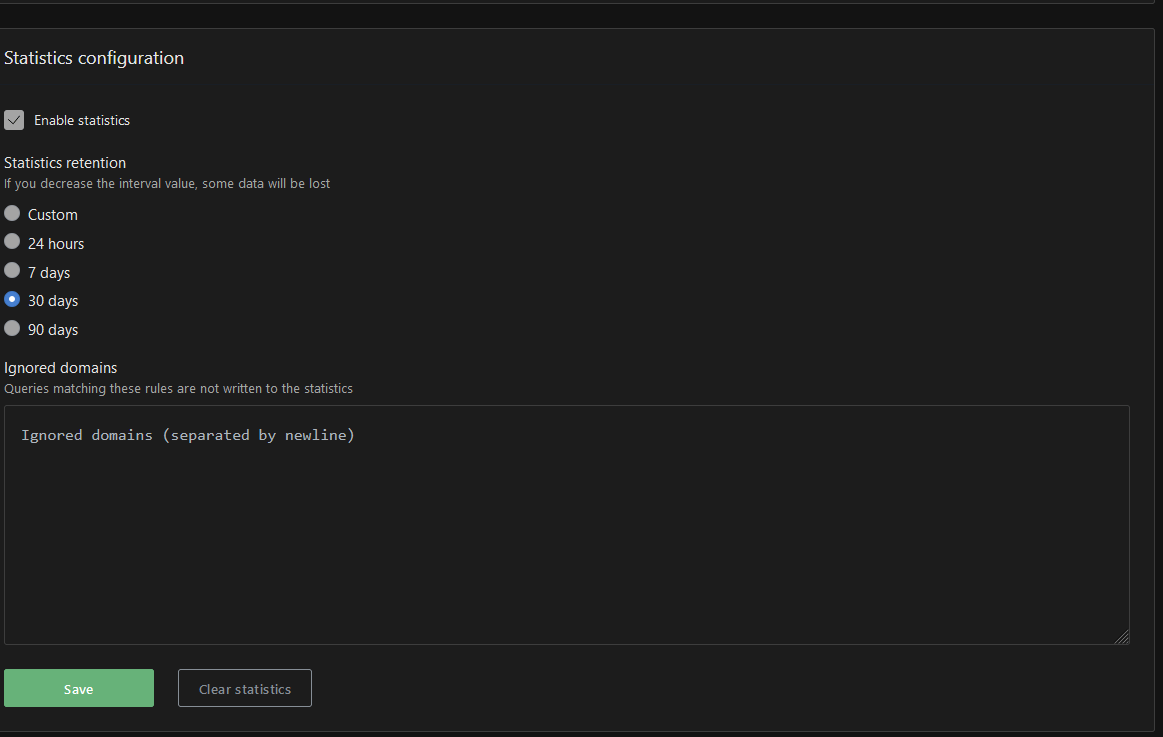 Statistics configuration
Enable statistics
Statistics retention
If you decrease the interval value, some data will be lost
Custom
24 hours
7 days
30 days
90 days
Ignored domains
Queries matching these rules are not written to the statistics
Ignored domains (separated by newline)
Save
Clear statistics